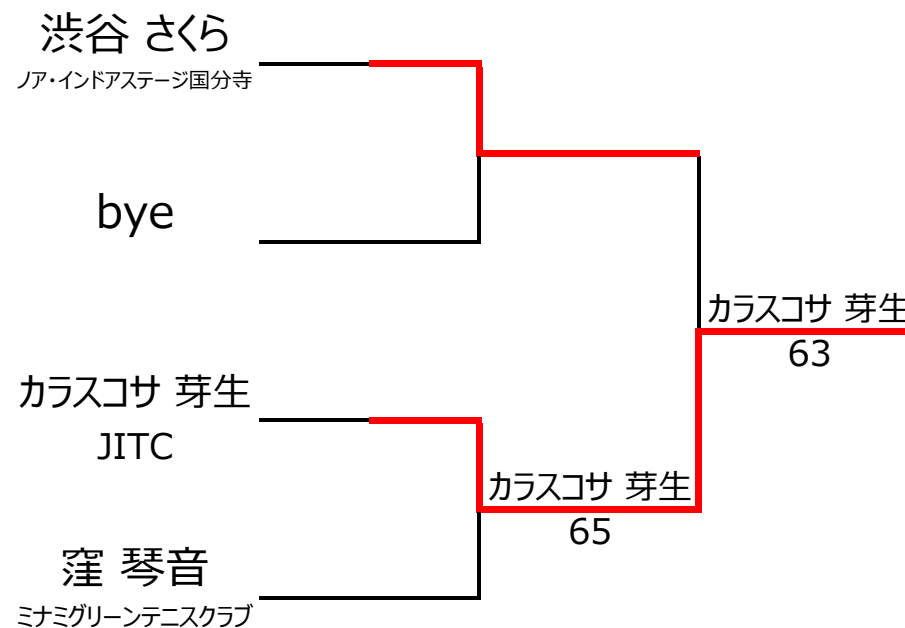 渋谷 さくら
ノア・インドアステージ国分寺
bye
カラスコサ 芽生
63
カラスコサ 芽生
JITC
カラスコサ 芽生
65
窪 琴音
ミナミグリーンテニスクラブ